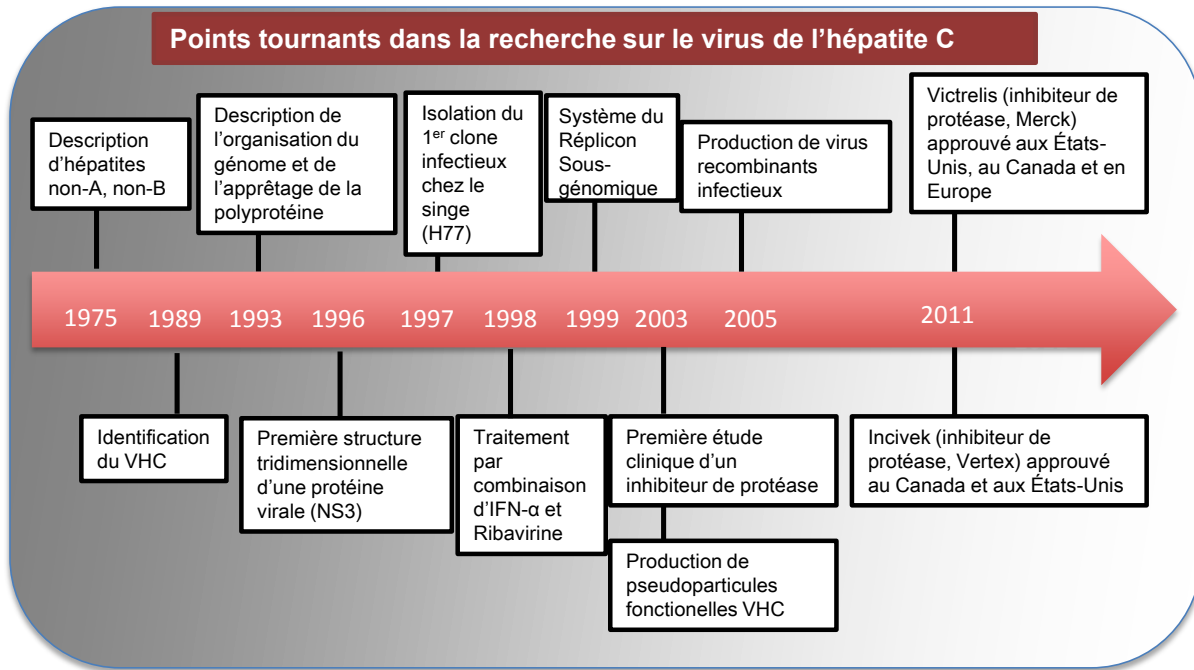 Points tournants dans la recherche sur le virus de l’hépatite C
Description
d’hépatites
non-A, non-B
Description de
l’organisation du
génome et de
l’apprêtage de la
polyprotéine
Isolation du
1er clone
infectieux
chez le
singe
(H77)
Système du
Réplicon
Sous-
génomique
Production de virus
recombinants
infectieux
Victrelis (inhibiteur de
protéase, Merck)
approuvé aux États-
Unis, au Canada et en
Europe
1975 1989 1993 1996 1997 1998 1999 2003 2005 2011
Identification
du VHC
Première structure
tridimensionnelle
d’une protéine
virale (NS3)
Traitement par
combinaison
d’IFN-α et
Ribavirine
Première étude
clinique d’un
inhibiteur de protéase
Production de
pseudoparticules
fonctionelles VHC
Incivek (inhibiteur de
protéase, Vertex) approuvé
au Canada et aux États-Unis